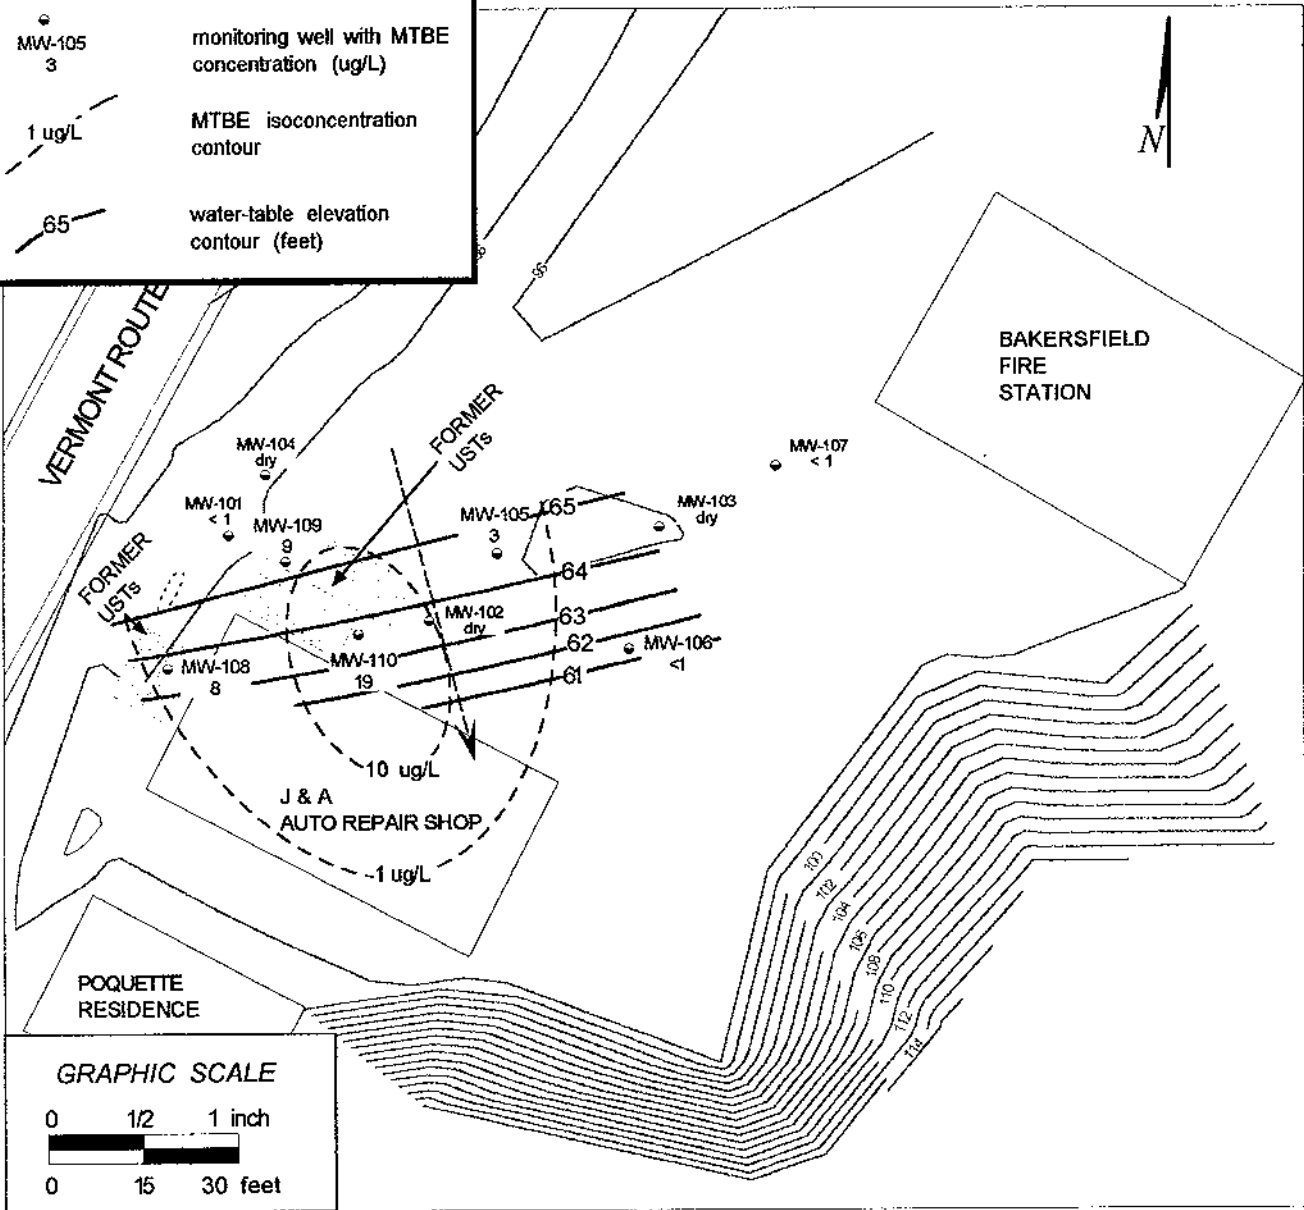 MW-105
3
monitoring well with MTBE
concentration (ug/L)
1 ug/L
MTBE isoconcentration
contour
65
water-table elevation
contour (feet)
N
VERMONT ROUTE
96
BAKERSFIELD
FIRE
STATION
FORMER
USTs
MW-104
dry
MW-107
< 1
MW-101
< 1
MW-109
9
MW-105
3
65
MW-103
dry
FORMER
USTs
64
MW-102
dry
63
62
MW-106
<1
MW-108
8
MW-110
19
61
10 ug/L
J & A
AUTO REPAIR SHOP
1 ug/L
100
102
104
106
108
110
112
114
POQUETTE
RESIDENCE
GRAPHIC SCALE
0 1/2 1 inch
0 15 30 feet